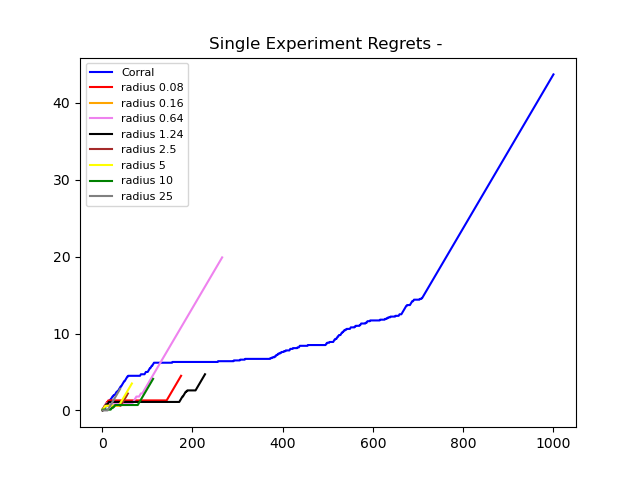 Single Experiment Regrets -
Corral
radius 0.08
radius 0.16
radius 0.64
radius 1.24
radius 2.5
radius 5
radius 10
radius 25
40
30
20
10
0
0 200 400 600 800 1000